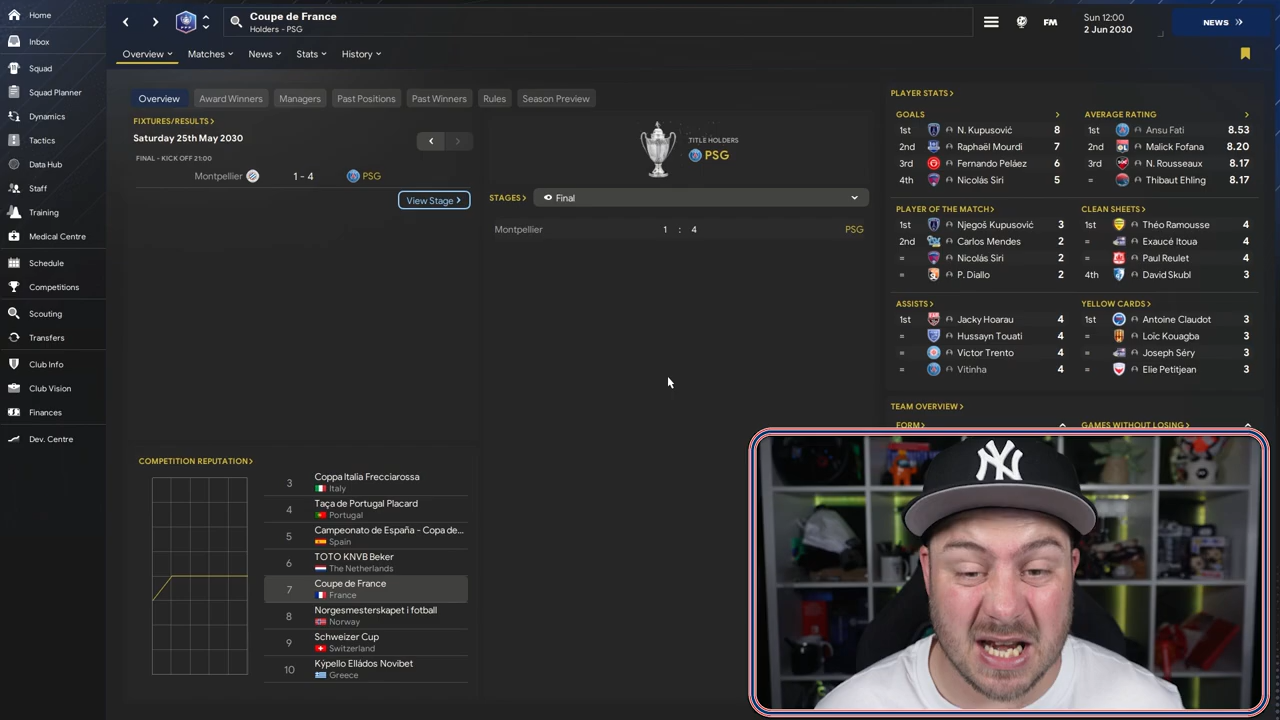 Home
Inbox
Squad
Squad Planner
Dynamics
Tactics
Data Hub
Staff
Training
Medical Centre
Schedule
Competitions
Scouting
Transfers
Club Info
Club Vision
Finances
Dev. Centre
Coupe de France
Holders - PSG
FM
Sun 12:00
2 Jun 2030
NEWS
Overview
Matches
News
Stats
History
Overview
Award Winners
Managers
Past Positions
Past Winners
Rules
Season Preview
FIXTURES/RESULTS
Saturday 25th May 2030
FINAL - KICK OFF 21:00
Montpellier 1 - 4 PSG
View Stage
TITLE HOLDERS
PSG
STAGES
Final
Montpellier 1 : 4 PSG
COMPETITION REPUTATION
3 Coppa Italia Frecciarossa
Italy
4 Taça de Portugal Placard
Portugal
5 Campeonato de España - Copa de...
Spain
6 TOTO KNVB Beker
The Netherlands
7 Coupe de France
France
8 Norgesmesterskapet i fotball
Norway
9 Schweizer Cup
Switzerland
10 Kýpello Elládos Novibet
Greece
PLAYER STATS
GOALS
1st N. Kupusović 8
2nd Raphaël Mourdi 7
3rd Fernando Peláez 6
4th Nicolás Siri 5
AVERAGE RATING
1st Ansu Fati 8.53
2nd Malick Fofana 8.20
3rd N. Rousseaux 8.17
= Thibaut Ehling 8.17
PLAYER OF THE MATCH
1st Njegoš Kupusović 3
2nd Carlos Mendes 2
= Nicolás Siri 2
= P. Diallo 2
CLEAN SHEETS
1st Théo Ramousse 4
= Exaucé Itoua 4
= Paul Reulet 4
4th David Skubl 3
ASSISTS
1st Jacky Hoarau 4
= Hussayn Touati 4
= Victor Trento 4
= Vitinha 4
YELLOW CARDS
1st Antoine Claudot 3
= Loïc Kouagba 3
= Joseph Séry 3
= Elie Petitjean 3
TEAM OVERVIEW
FORM
GAMES WITHOUT LOSING
NY